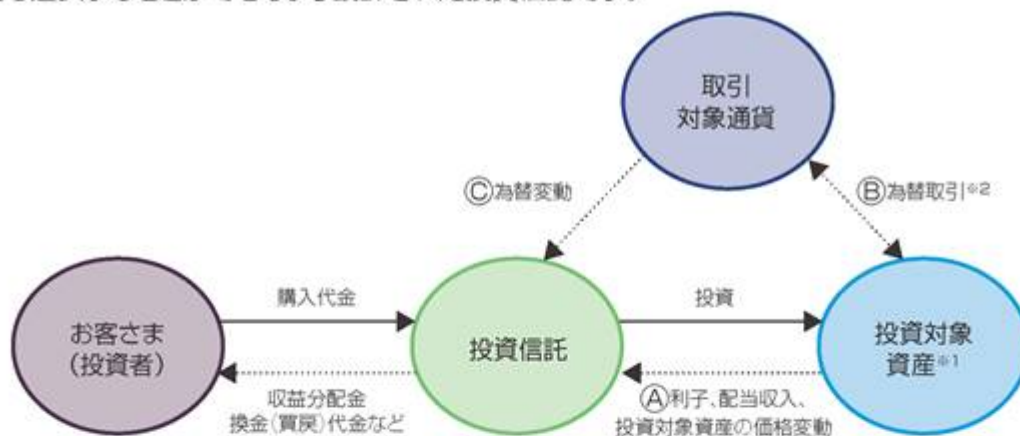 取引
対象通貨
Ⓒ為替変動
Ⓑ為替取引※2
購入代金
投資
お客さま
(投資者)
投資信託
投資対象
資産※1
収益分配金
換金(買戻)代金など
Ⓐ利子、配当収入、
投資対象資産の価格変動